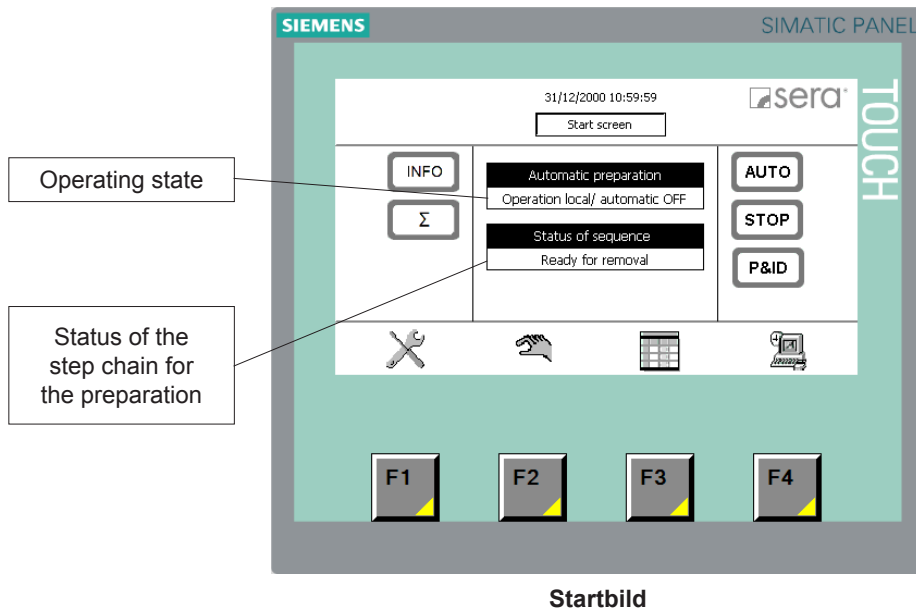 SIEMENS
SIMATIC PANEL
TOUCH
31/12/2000 10:59:59
sera
Start screen
INFO
Σ
Automatic preparation
Operation local/ automatic OFF
Status of sequence
Ready for removal
AUTO
STOP
P&ID
Operating state
Status of the
step chain for
the preparation
F1
F2
F3
F4
Startbild